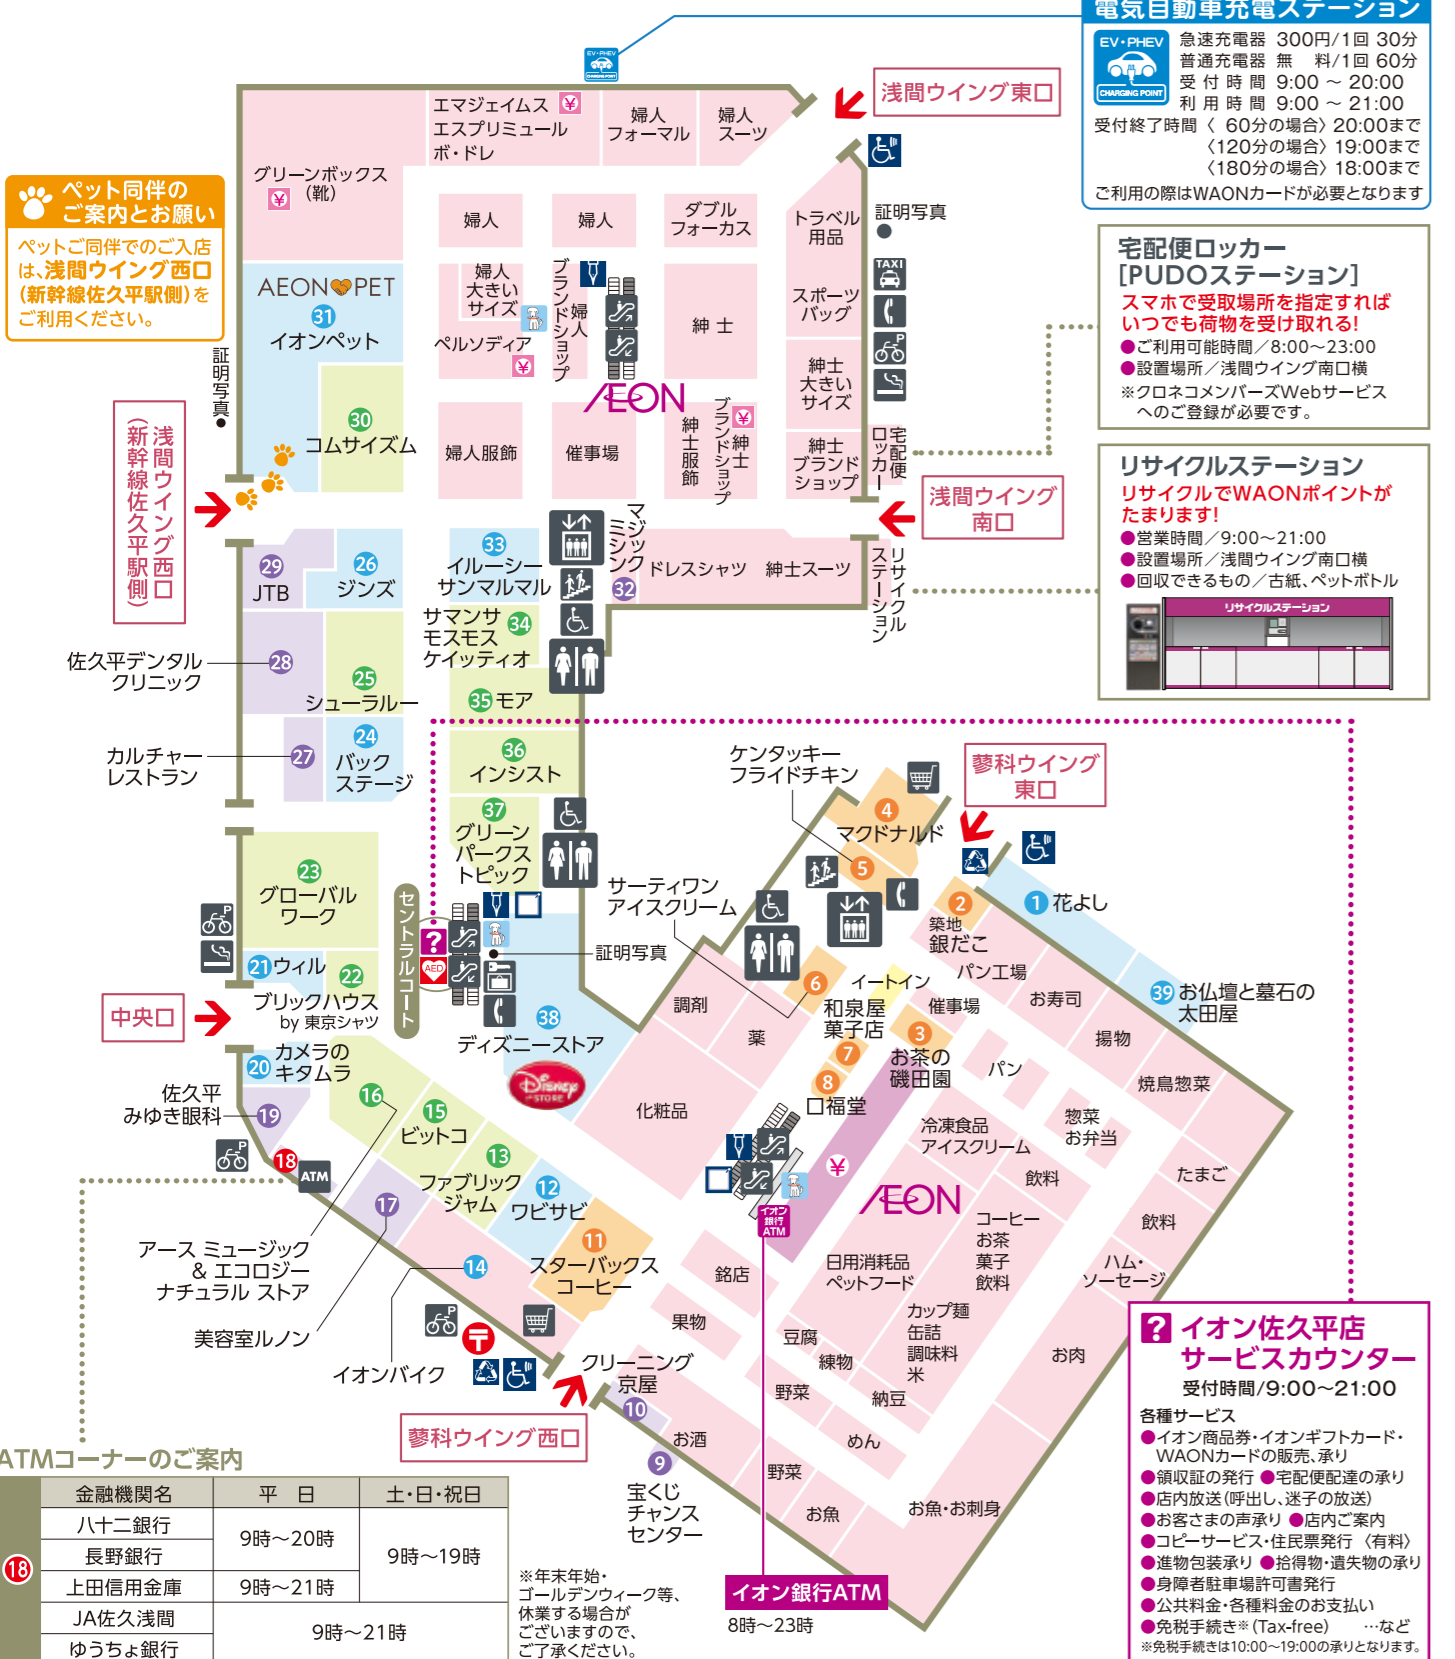 電気自動車充電ステーション
EV・PHEV
CHARGING POINT
急速充電器 300円/1回 30分
普通充電器 無 料/1回 60分
受付時間 9:00 ～ 20:00
利用時間 9:00 ～ 21:00
受付終了時間〈 60分の場合〉20:00まで
〈120分の場合〉19:00まで
〈180分の場合〉18:00まで
ご利用の際はWAONカードが必要となります
EV・PHEV
CHARGING POINT
浅間ウイング東口
エマジェイムス ¥
エスプリミュール
ボ・ドレ
婦人
フォーマル
婦人
スーツ
グリーンボックス
¥ (靴)
ペット同伴の
ご案内とお願い
ペットご同伴でのご入店
は、浅間ウイング西口
(新幹線佐久平駅側)を
ご利用ください。
婦人
婦人
ダブル
フォーカス
トラベル
用品
証明写真
TAXI
P
宅配便ロッカー
[PUDOステーション]
スマホで受取場所を指定すれば
いつでも荷物を受け取れる!
●ご利用可能時間／8:00～23:00
●設置場所／浅間ウイング南口横
※クロネコメンバーズWebサービス
へのご登録が必要です。
AEON PET
31
イオンペット
婦人
大きい
サイズ
ペルソディア
¥
婦人
ブランドショップ
紳士
スポーツ
バッグ
紳士
大きい
サイズ
証明写真
AEON
30
コムサイズム
婦人服飾
催事場
紳士服飾
¥
紳士
ブランドショップ
紳士
ブランド
ショップ
宅配便
ロッカー
浅間ウイング西口
(新幹線佐久平駅側)
浅間ウイング
南口
リサイクルステーション
リサイクルでWAONポイントが
たまります!
●営業時間／9:00～21:00
●設置場所／浅間ウイング南口横
●回収できるもの／古紙、ペットボトル
リサイクルステーション
29
JTB
26
ジンズ
33
イルーシー
サンマルマル
マジック
ミシン
32
ドレスシャツ
紳士スーツ
リサイクル
ステーション
サマンサ
モスモス
ケイッティオ
34
佐久平デンタル
クリニック
28
25
シューラルー
35 モア
カルチャー
レストラン
27
24
バック
ステージ
36
インシスト
37
グリーン
パークス
トピック
ケンタッキー
フライドチキン
蓼科ウイング
東口
4
マクドナルド
5
23
グローバル
ワーク
セントラルコート
?
AED
サーティワン
アイスクリーム
証明写真
2
築地
銀だこ
1 花よし
P
21 ウィル
22
ブリックハウス
by 東京シャツ
中央口
38
ディズニーストア
Disney
STORE
調剤
薬
6
イートイン
和泉屋
菓子店
7
8
口福堂
催事場
3
お茶の
磯田園
パン工場
お寿司
39 お仏壇と墓石の
太田屋
揚物
焼鳥惣菜
パン
20
カメラの
キタムラ
佐久平
みゆき眼科
19
16
15
ビットコ
化粧品
冷凍食品
アイスクリーム
惣菜
お弁当
飲料
たまご
P
18
ATM
13
ファブリック
ジャム
12
ワビサビ
17
¥
AEON
イオン
銀行
ATM
飲料
アース ミュージック
& エコロジー
ナチュラル ストア
14
11
スターバックス
コーヒー
銘店
日用消耗品
ペットフード
コーヒー
お茶
菓子
飲料
ハム・
ソーセージ
美容室ルノン
イオンバイク
P
〒
果物
豆腐
練物
カップ麺
缶詰
調味料
米
お肉
クリーニング
京屋
10
野菜
納豆
蓼科ウイング西口
お酒
9
宝くじ
チャンス
センター
めん
野菜
お魚
お魚・お刺身
? イオン佐久平店
サービスカウンター
受付時間/9:00～21:00
各種サービス
●イオン商品券・イオンギフトカード・
WAONカードの販売、承り
●領収証の発行 ●宅配便配達の承り
●店内放送(呼出し、迷子の放送)
●お客さまの声承り ●店内ご案内
●コピーサービス・住民票発行〈有料〉
●進物包装承り ●拾得物・遺失物の承り
●身障者駐車場許可書発行
●公共料金・各種料金のお支払い
●免税手続き※(Tax-free) …など
※免税手続きは10:00～19:00の承りとなります。
ATMコーナーのご案内
18
金融機関名 平 日 土・日・祝日
八十二銀行
長野銀行
9時～20時
9時～19時
上田信用金庫 9時～21時
JA佐久浅間
ゆうちょ銀行
9時～21時
※年末年始・
ゴールデンウィーク等、
休業する場合が
ございますので、
ご了承ください。
イオン銀行ATM
8時～23時